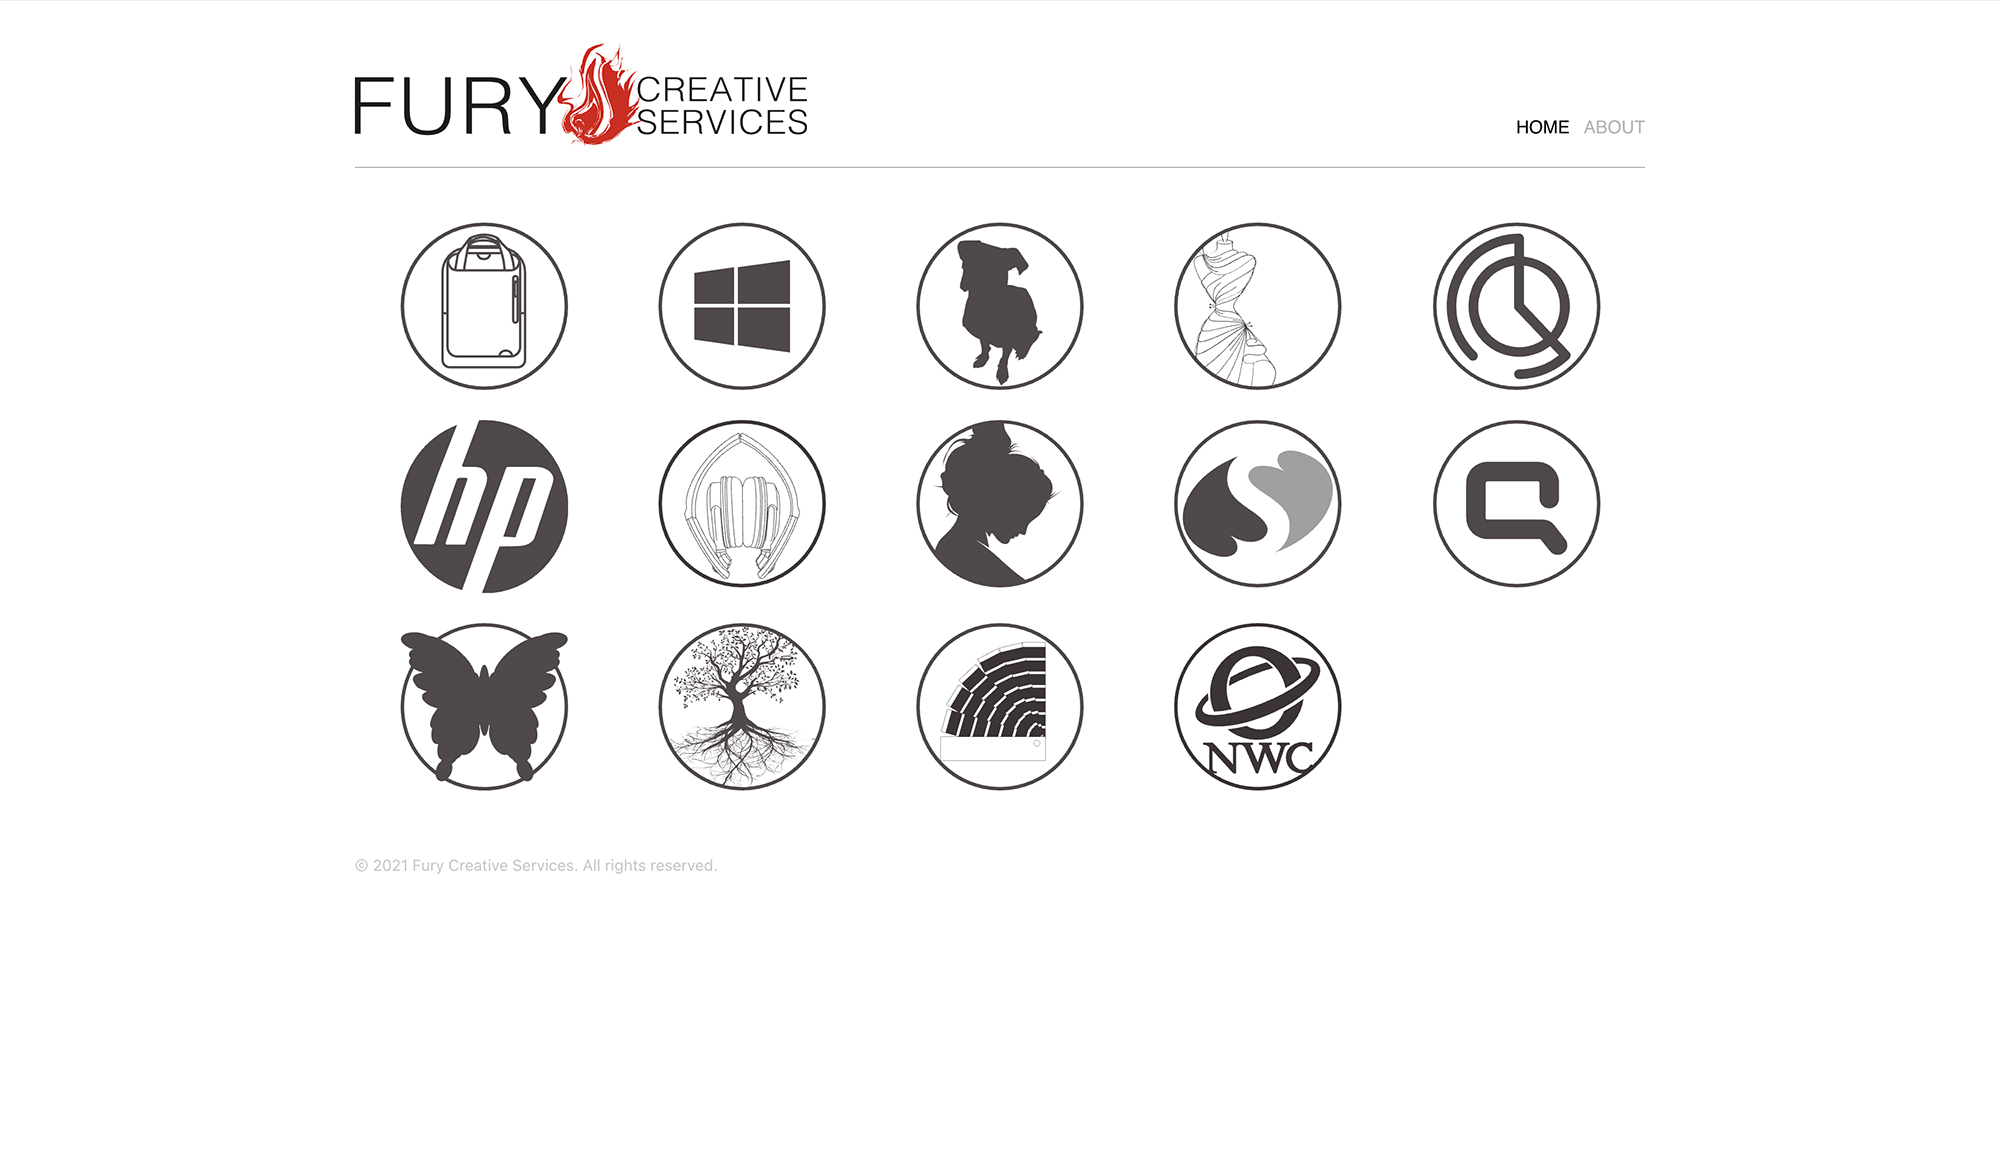 FURY CREATIVE
SERVICES
HOME ABOUT
hp
S
NWC
© 2021 Fury Creative Services. All rights reserved.